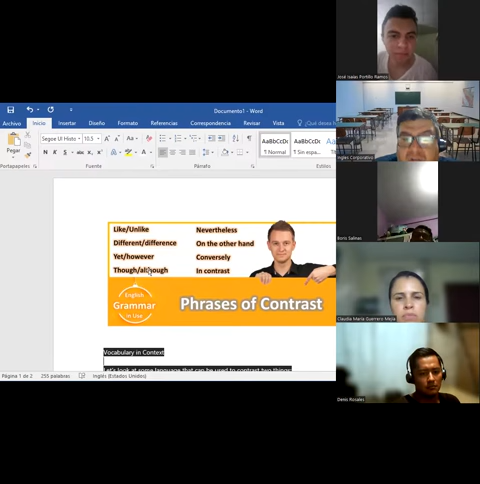 Documento1 - Word
Archivo Inicio Insertar Diseño Formato Referencias Correspondencia Revisar Vista ¿Qué desea
Pegar
Segoe UI Histo 10.5
N K S
AaBbCcDc AaBbCcDc
¶ Normal ¶ Sin espa...
Portapapeles Fuente Párrafo Estilos
Like/Unlike Nevertheless
Different/difference On the other hand
Yet/however Conversely
Though/although In contrast
English
Grammar
in Use
Phrases of Contrast
Vocabulary in Context
Let's look at some language that can be used to contrast two things
Página 1 de 2 255 palabras Inglés (Estados Unidos)
José Isaías Portillo Ramos
Inglés Corporativo
Boris Salinas
Claudia María Guerrero Mejía
Denis Rosales